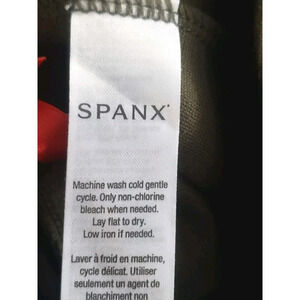 SPANX
Machine wash cold gentle
cycle. Only non-chlorine
bleach when needed.
Lay flat to dry.
Low iron if needed.
Laver à froid en machine,
cycle délicat. Utiliser
seulement un agent de
blanchiment non